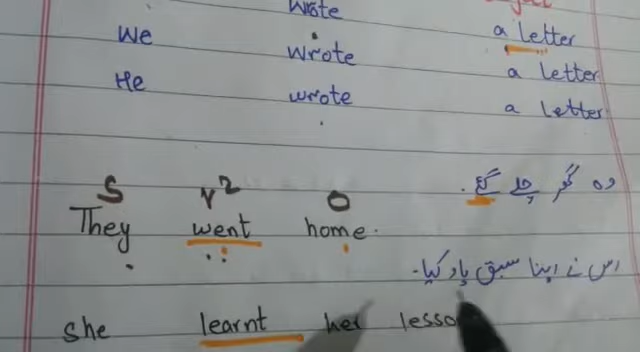 wrote
We wrote a letter
He wrote a letter
S V2 O
وہ گھر چلے گئے۔
They went home.
اس نے اپنا سبق یاد کیا۔
she learnt her